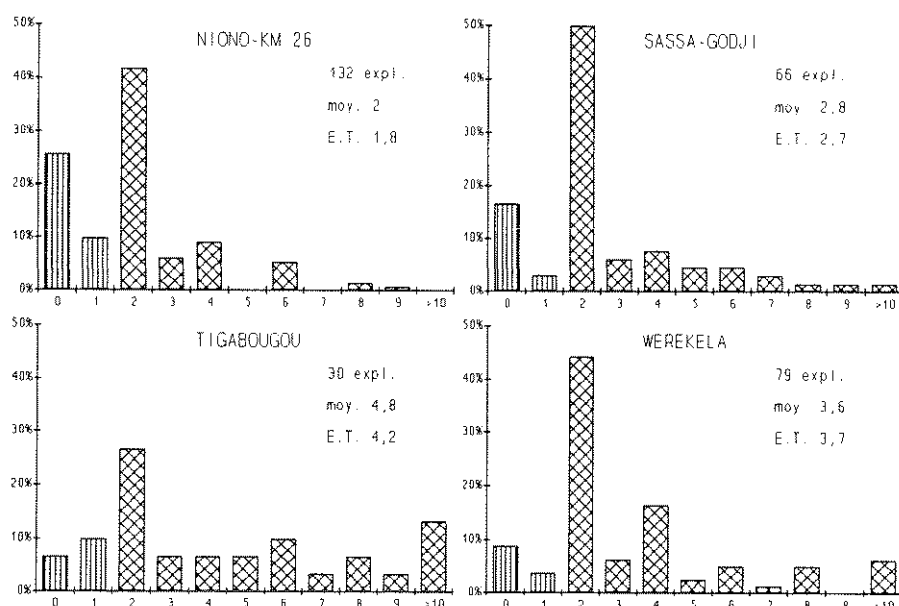 NIONO-KM 26
132 expl.
moy. 2
E.T. 1,8
50%
40%
30%
20%
10%
0%
0 1 2 3 4 5 6 7 8 9 >10
SASSA-GODJI
66 expl.
moy 2,8
E.T. 2,7
50%
40%
30%
20%
10%
0%
0 1 2 3 4 5 6 7 8 9 >10
TIGABOUGOU
30 expl.
moy. 4,8
E.T. 4,2
50%
40%
30%
20%
10%
0%
0 1 2 3 4 5 6 7 8 9 >10
WEREKELA
79 expl.
moy 3,6
E.T. 3,7
50%
40%
30%
20%
10%
0%
0 1 2 3 4 5 6 7 8 9 >10